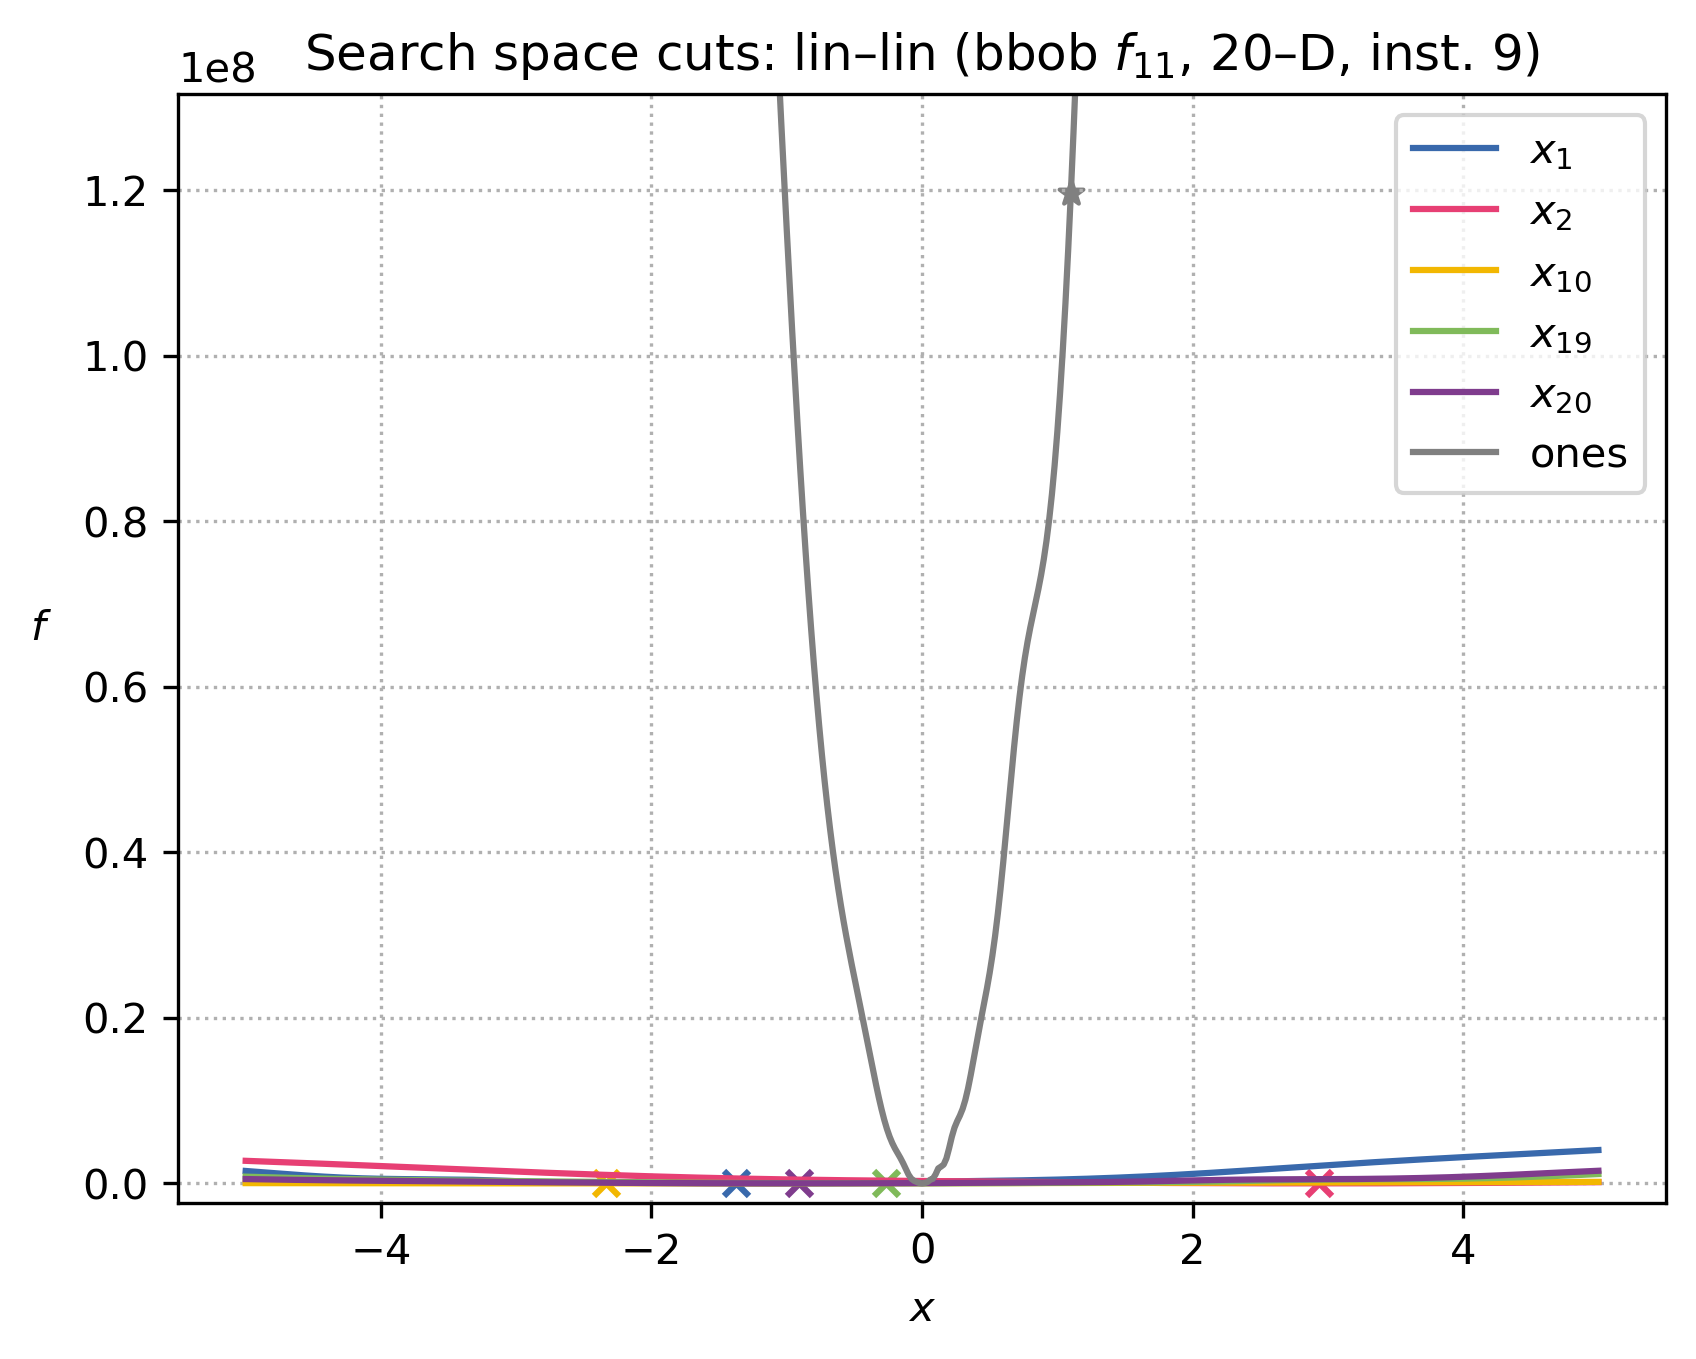 Search space cuts: lin–lin (bbob f₁₁, 20–D, inst. 9)
1e8
1.2
1.0
0.8
0.6
0.4
0.2
0.0
f
−4
−2
0
2
4
x
x₁
x₂
x₁₀
x₁₉
x₂₀
ones